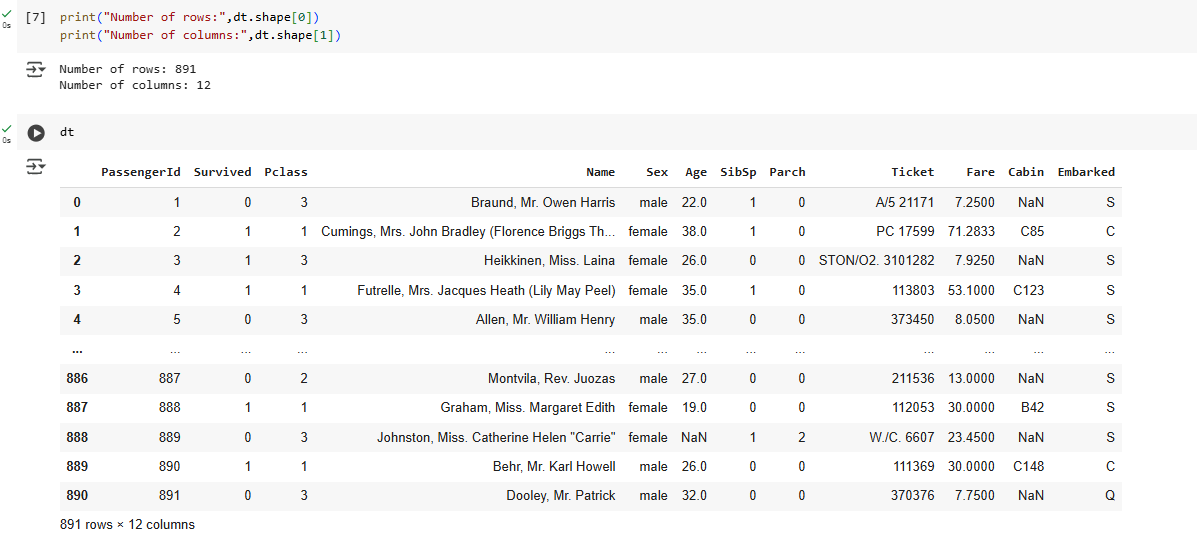 [7] print("Number of rows:",dt.shape[0])
0s
print("Number of columns:",dt.shape[1])
Number of rows: 891
Number of columns: 12
dt
0s
PassengerId Survived Pclass Name Sex Age SibSp Parch Ticket Fare Cabin Embarked
0 1 0 3 Braund, Mr. Owen Harris male 22.0 1 0 A/5 21171 7.2500 NaN S
1 2 1 1 Cumings, Mrs. John Bradley (Florence Briggs Th... female 38.0 1 0 PC 17599 71.2833 C85 C
2 3 1 3 Heikkinen, Miss. Laina female 26.0 0 0 STON/O2. 3101282 7.9250 NaN S
3 4 1 1 Futrelle, Mrs. Jacques Heath (Lily May Peel) female 35.0 1 0 113803 53.1000 C123 S
4 5 0 3 Allen, Mr. William Henry male 35.0 0 0 373450 8.0500 NaN S
... ... ... ... ... ... ... ... ... ... ... ... ...
886 887 0 2 Montvila, Rev. Juozas male 27.0 0 0 211536 13.0000 NaN S
887 888 1 1 Graham, Miss. Margaret Edith female 19.0 0 0 112053 30.0000 B42 S
888 889 0 3 Johnston, Miss. Catherine Helen "Carrie" female NaN 1 2 W./C. 6607 23.4500 NaN S
889 890 1 1 Behr, Mr. Karl Howell male 26.0 0 0 111369 30.0000 C148 C
890 891 0 3 Dooley, Mr. Patrick male 32.0 0 0 370376 7.7500 NaN Q
891 rows × 12 columns